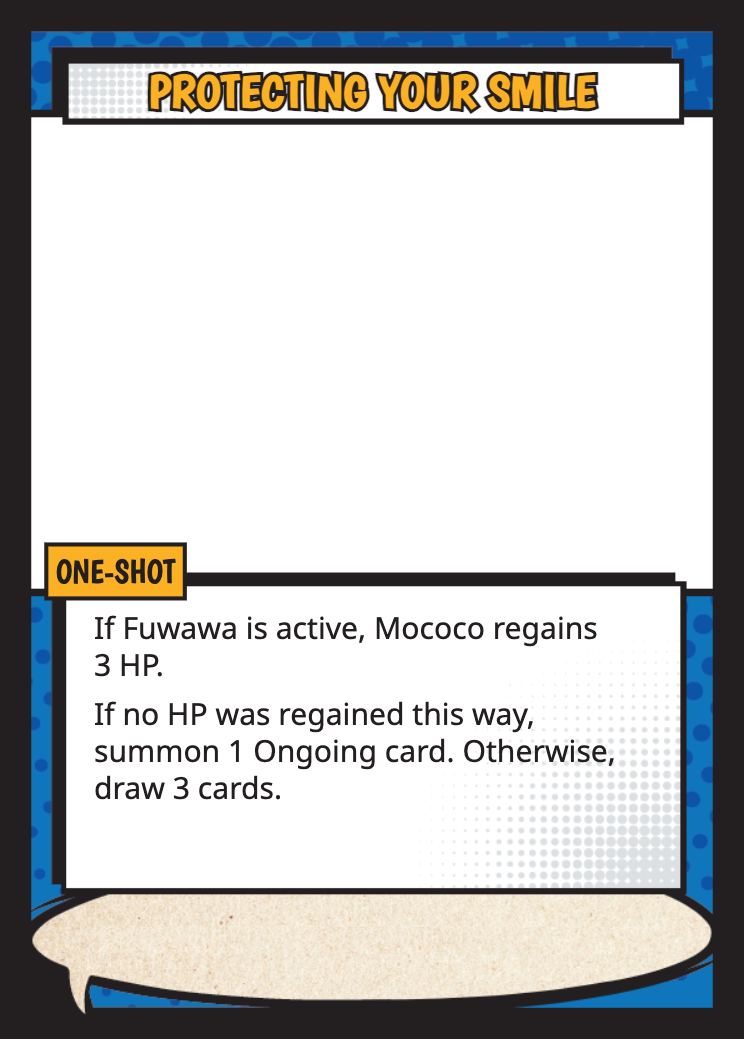 PROTECTING YOUR SMILE
ONE-SHOT
If Fuwawa is active, Mococo regains
3 HP.
If no HP was regained this way,
summon 1 Ongoing card. Otherwise,
draw 3 cards.